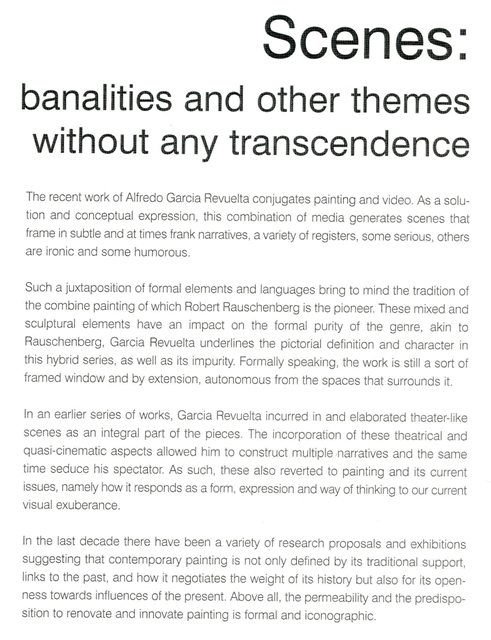 Scenes:
banalities and other themes
without any transcendence
The recent work of Alfredo Garcia Revuelta conjugates painting and video. As a solu-
tion and conceptual expression, this combination of media generates scenes that
frame in subtle and at times frank narratives, a variety of registers, some serious, others
are ironic and some humorous.
Such a juxtaposition of formal elements and languages bring to mind the tradition of
the combine painting of which Robert Rauschenberg is the pioneer. These mixed and
sculptural elements have an impact on the formal purity of the genre, akin to
Rauschenberg, Garcia Revuelta underlines the pictorial definition and character in
this hybrid series, as well as its impurity. Formally speaking, the work is still a sort of
framed window and by extension, autonomous from the spaces that surrounds it.
In an earlier series of works, Garcia Revuelta incurred in and elaborated theater-like
scenes as an integral part of the pieces. The incorporation of these theatrical and
quasi-cinematic aspects allowed him to construct multiple narratives and the same
time seduce his spectator. As such, these also reverted to painting and its current
issues, namely how it responds as a form, expression and way of thinking to our current
visual exuberance.
In the last decade there have been a variety of research proposals and exhibitions
suggesting that contemporary painting is not only defined by its traditional support,
links to the past, and how it negotiates the weight of its history but also for its open-
ness towards influences of the present. Above all, the permeability and the predispo-
sition to renovate and innovate painting is formal and iconographic.